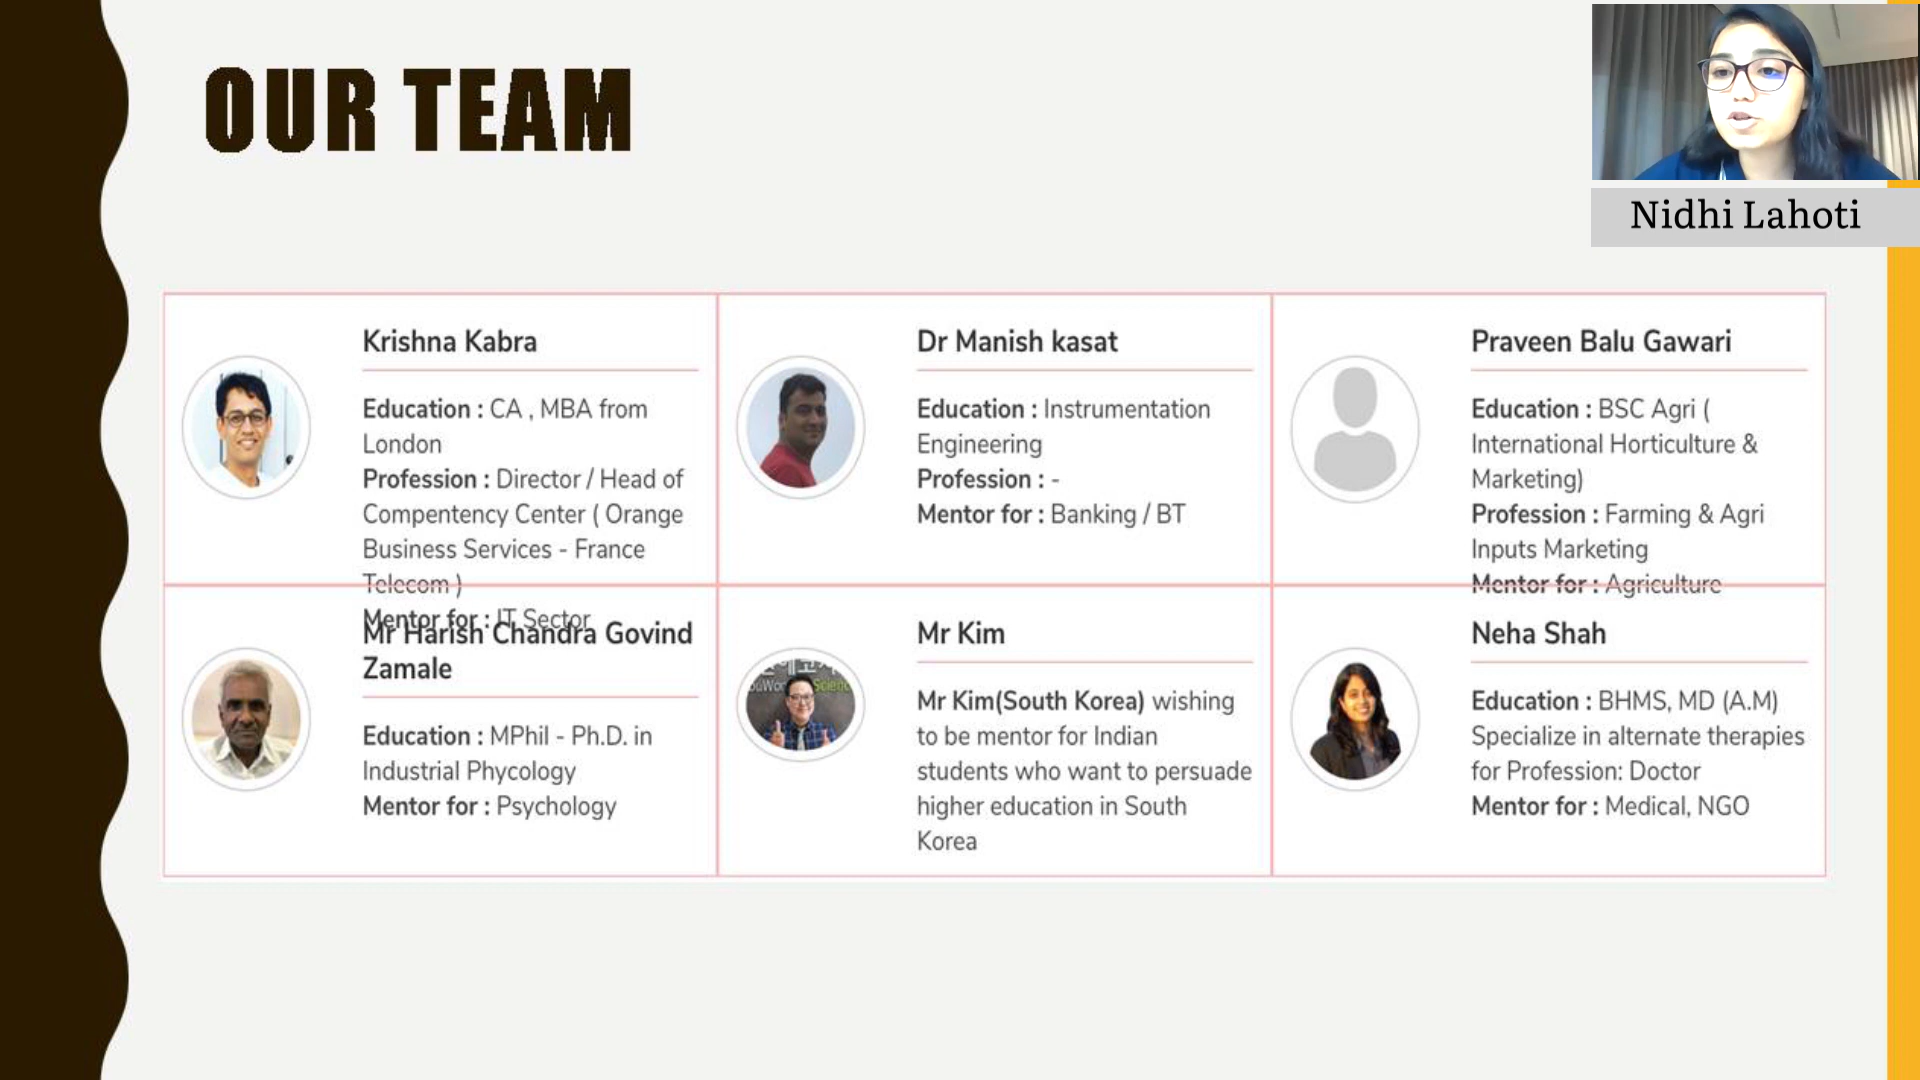 OUR TEAM
Nidhi Lahoti
Krishna Kabra
Education : CA , MBA from
London
Profession : Director / Head of
Compentency Center ( Orange
Business Services - France
Telecom )
Mentor for : IT Sector
Dr Manish kasat
Education : Instrumentation
Engineering
Profession : -
Mentor for : Banking / BT
Praveen Balu Gawari
Education : BSC Agri (
International Horticulture &
Marketing)
Profession : Farming & Agri
Inputs Marketing
Mentor for : Agriculture
Mr Harish Chandra Govind
Zamale
Education : MPhil - Ph.D. in
Industrial Phycology
Mentor for : Psychology
Mr Kim
Mr Kim(South Korea) wishing
to be mentor for Indian
students who want to persuade
higher education in South
Korea
Neha Shah
Education : BHMS, MD (A.M)
Specialize in alternate therapies
for Profession: Doctor
Mentor for : Medical, NGO